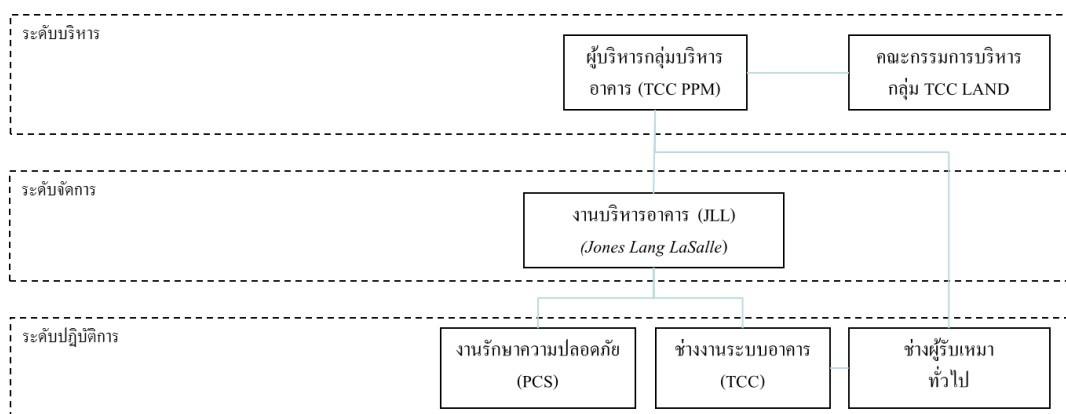 ระดับบริหาร
ผู้บริหารกลุ่มบริหาร
อาคาร (TCC PPM)
คณะกรรมการบริหาร
กลุ่ม TCC LAND
ระดับจัดการ
งานบริหารอาคาร (JLL)
(Jones Lang LaSalle)
ระดับปฏิบัติการ
งานรักษาความปลอดภัย
(PCS)
ช่างงานระบบอาคาร
(TCC)
ช่างผู้รับเหมา
ทั่วไป